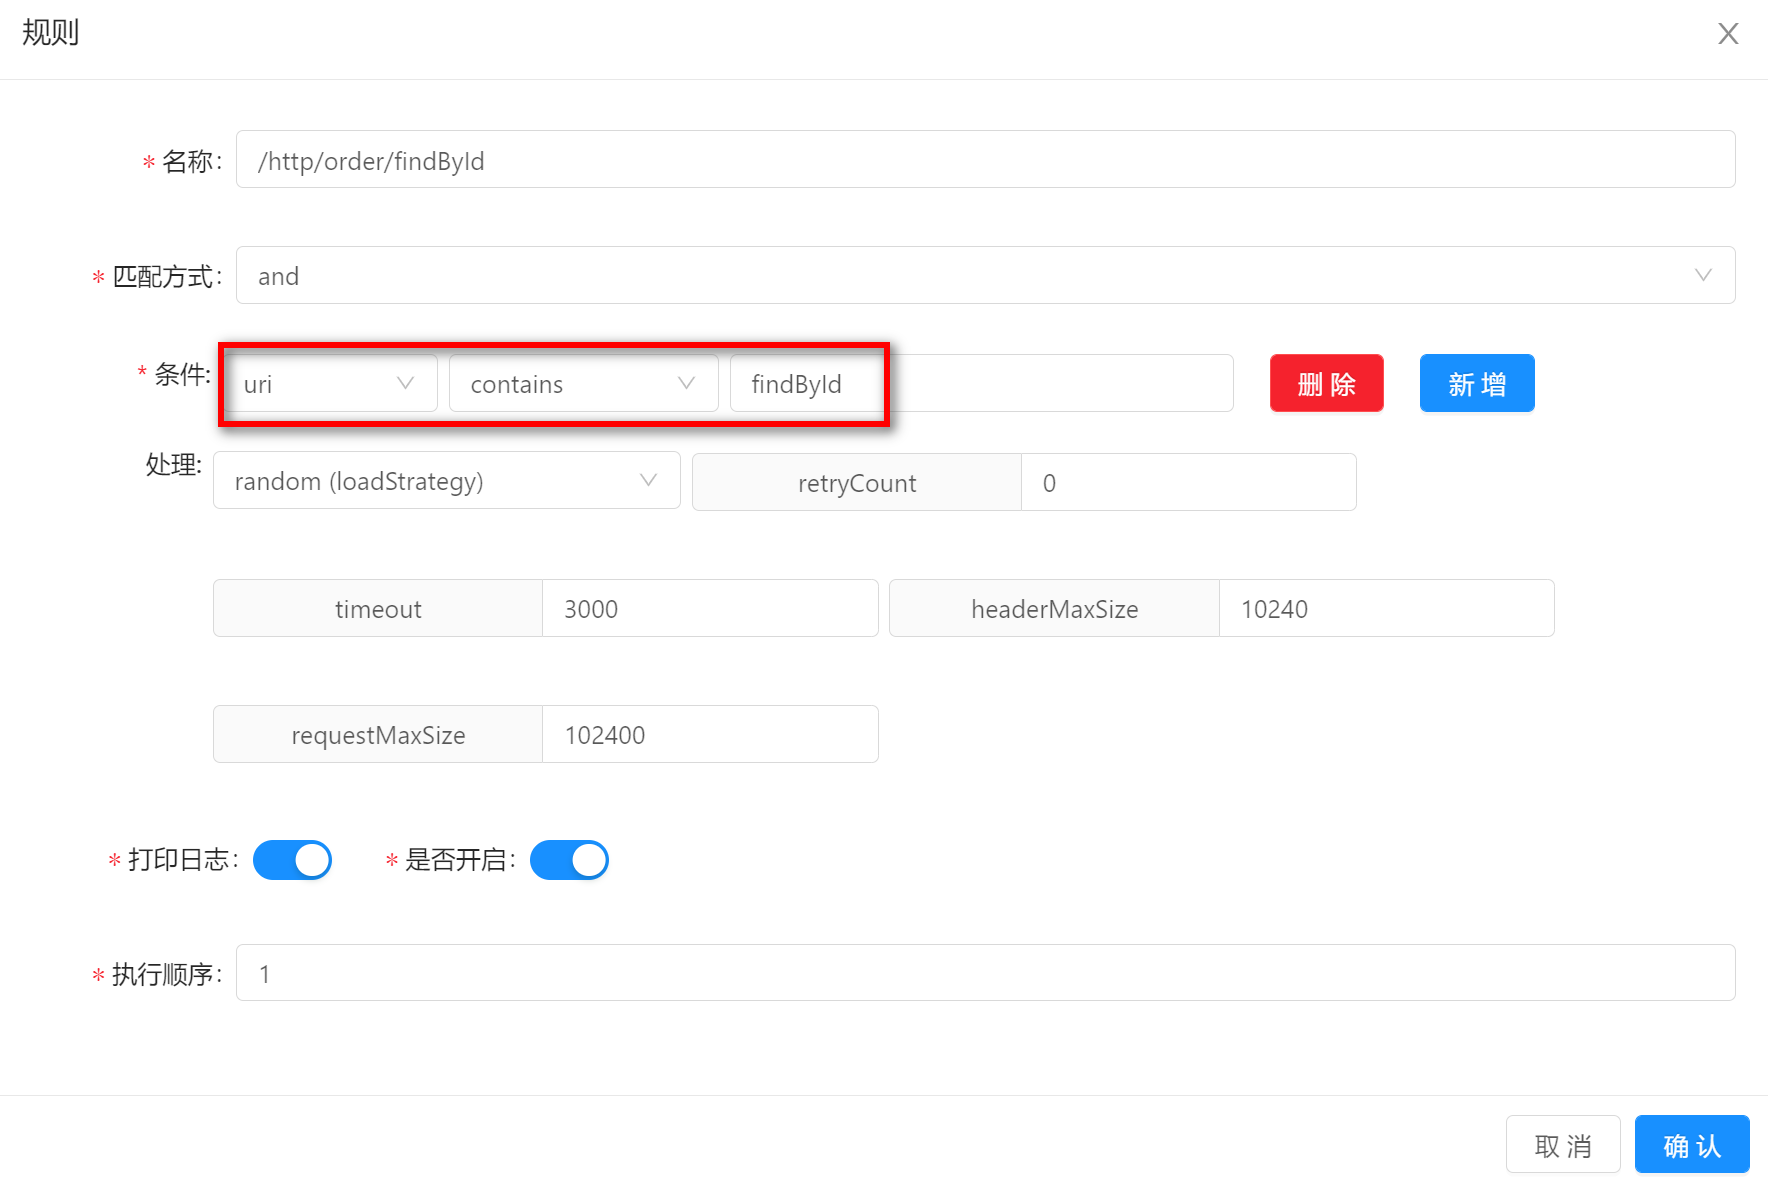 规则
* 名称: /http/order/findById
* 匹配方式: and
* 条件: uri contains findById 删 除 新 增
处理: random (loadStrategy) retryCount 0
timeout 3000 headerMaxSize 10240
requestMaxSize 102400
* 打印日志: * 是否开启:
* 执行顺序: 1
取 消 确 认